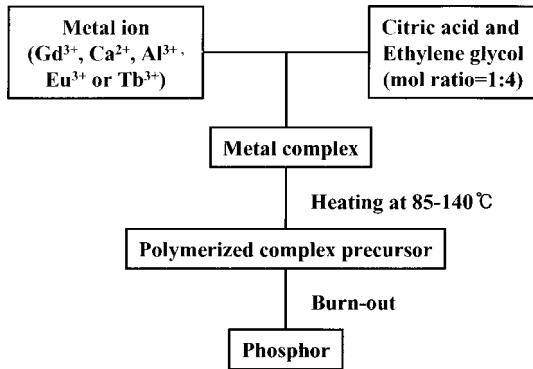 Metal ion
(Gd³⁺, Ca²⁺, Al³⁺,
Eu³⁺ or Tb³⁺)
Citric acid and
Ethylene glycol
(mol ratio=1:4)
Metal complex
Heating at 85-140℃
Polymerized complex precursor
Burn-out
Phosphor